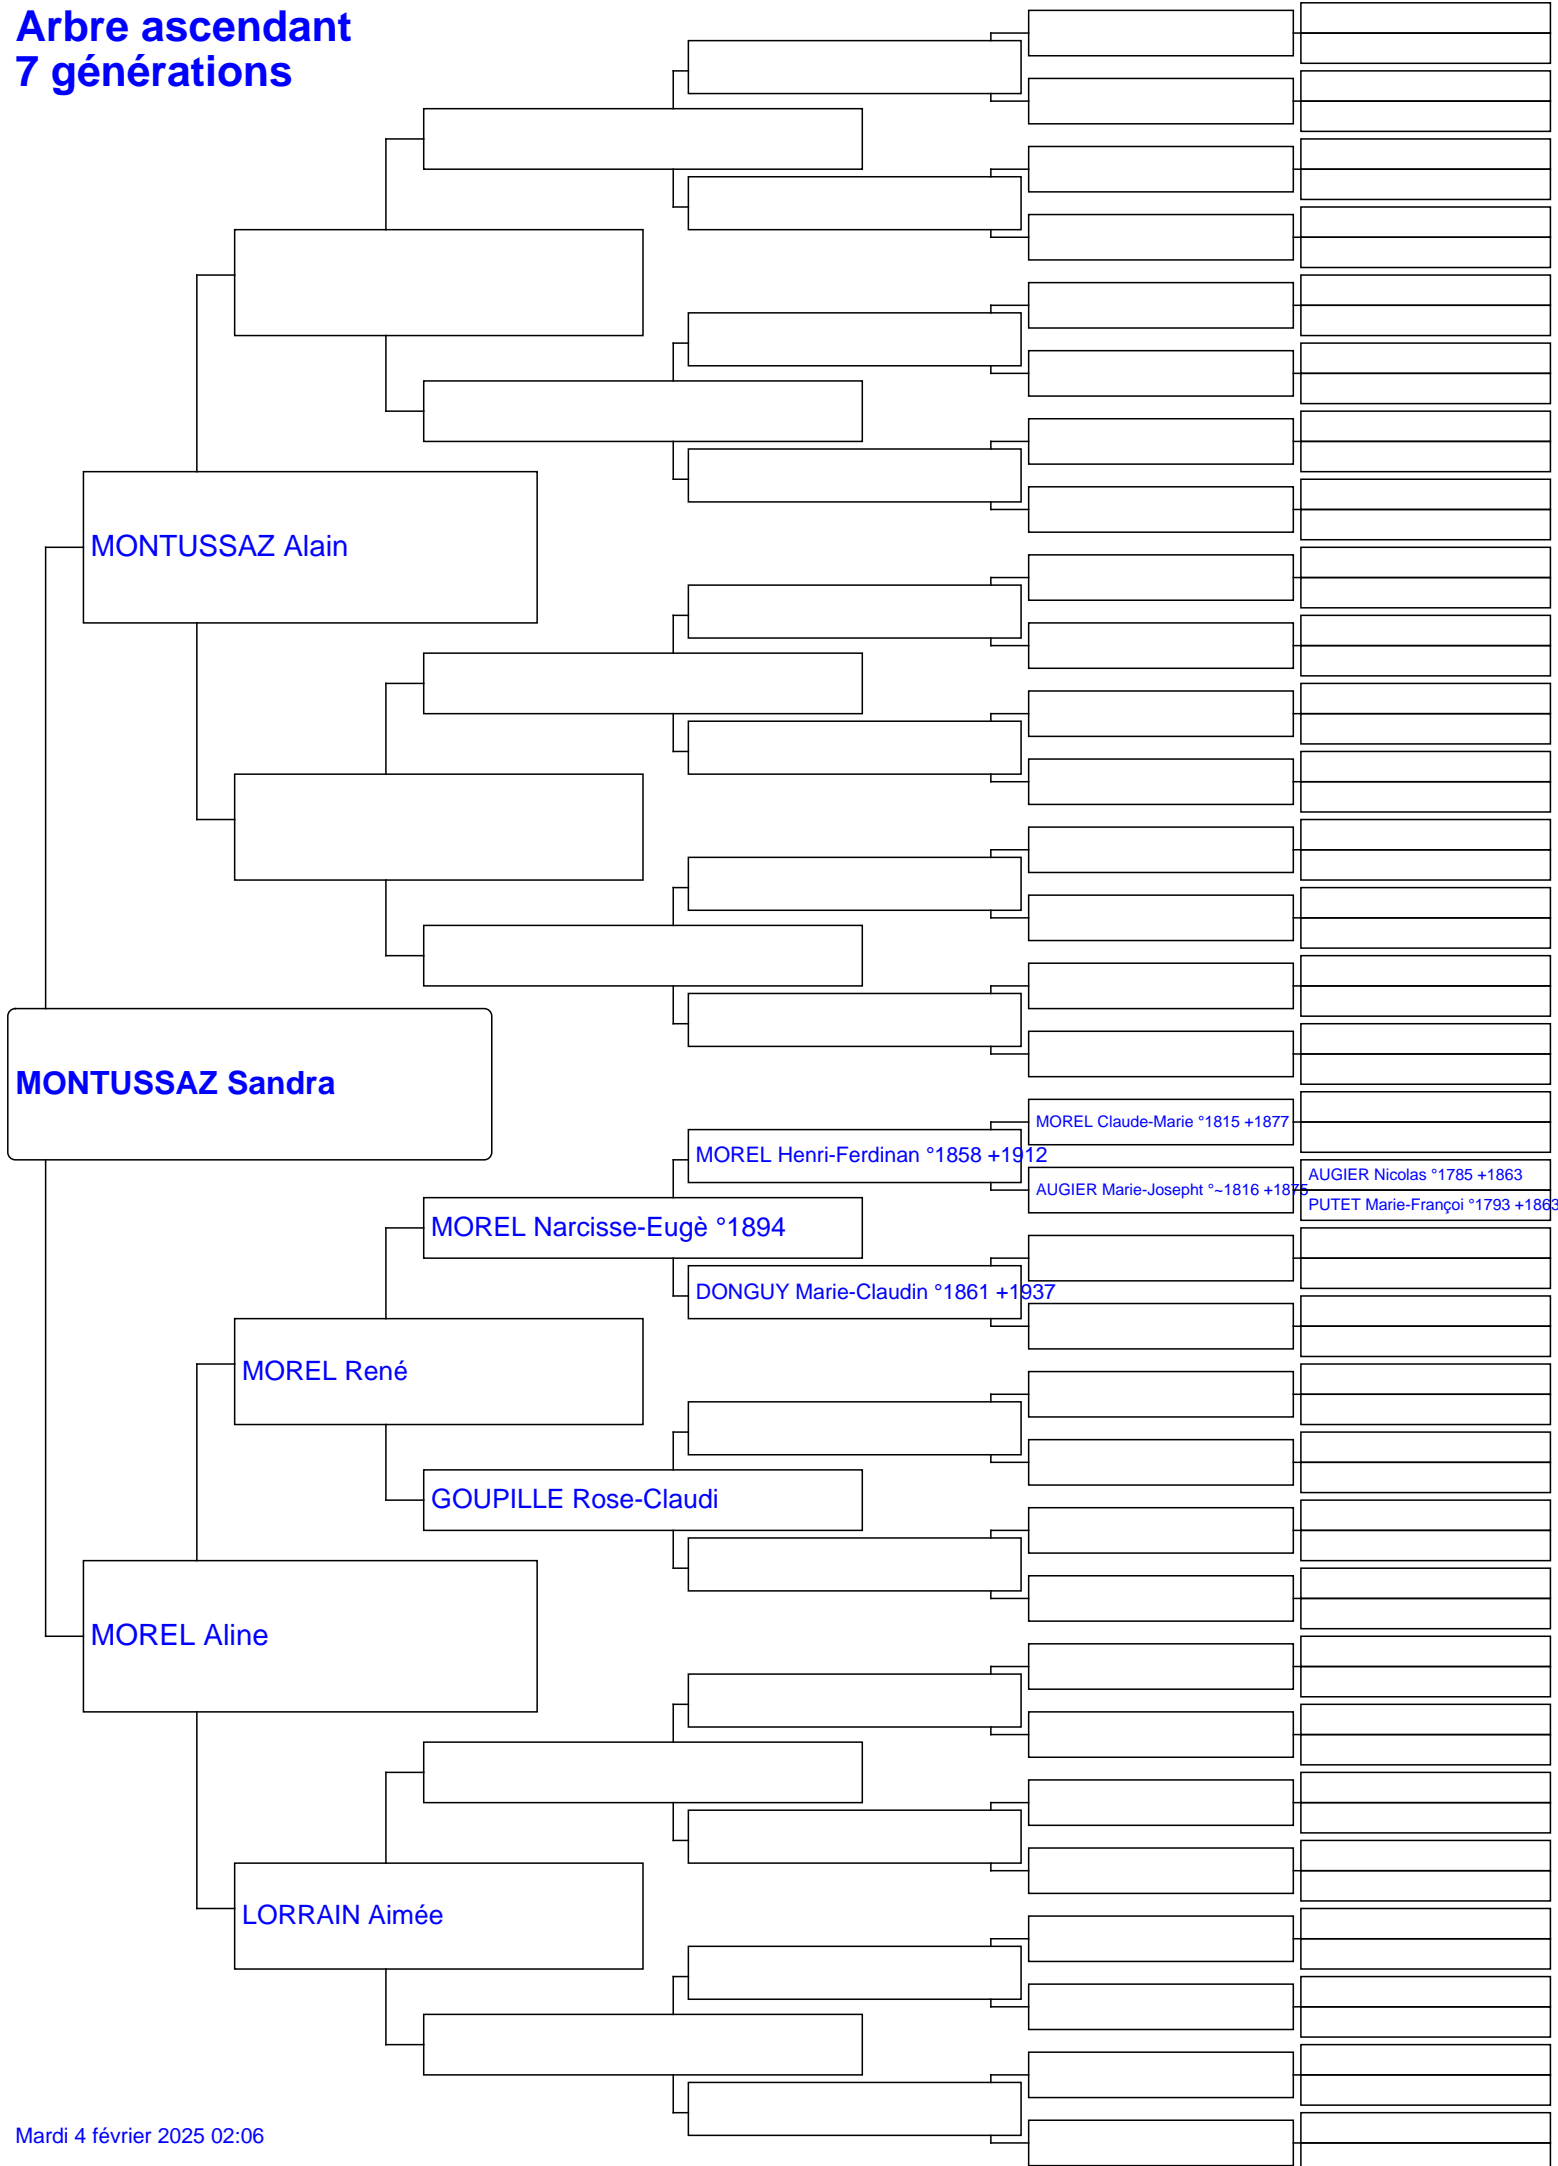 Arbre ascendant
7 générations
MONTUSSAZ Alain
MONTUSSAZ Sandra
MOREL Claude-Marie °1815 +1877
MOREL Henri-Ferdinan °1858 +1912
AUGIER Nicolas °1785 +1863
AUGIER Marie-Josepht °~1816 +1875
PUTET Marie-Françoi °1793 +1863
MOREL Narcisse-Eugè °1894
DONGUY Marie-Claudin °1861 +1937
MOREL René
GOUPILLE Rose-Claudi
MOREL Aline
LORRAIN Aimée
Mardi 4 février 2025 02:06